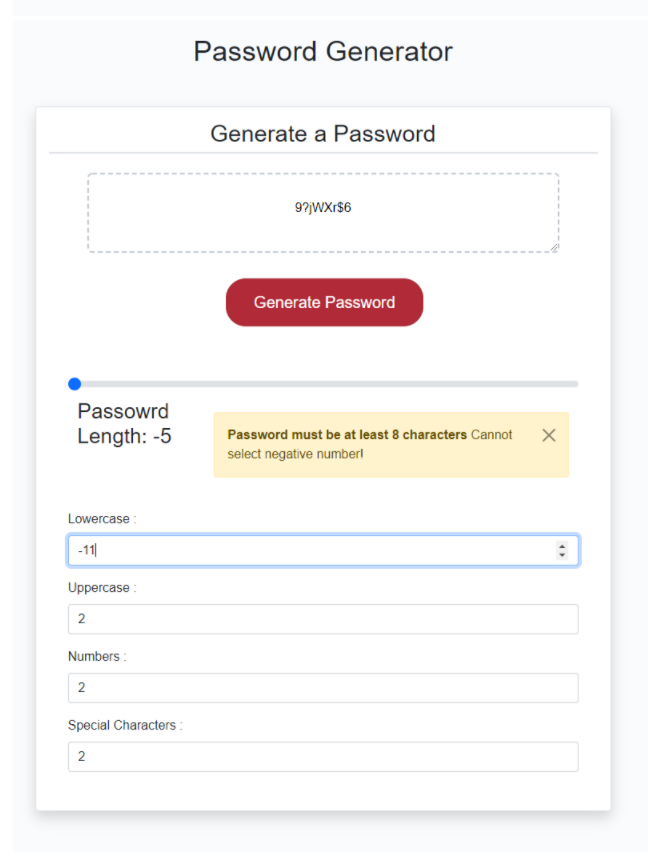 Password Generator
Generate a Password
9?jWXr$6
Generate Password
Passowrd
Length: -5
Password must be at least 8 characters Cannot
select negative number!
Lowercase :
-11
Uppercase :
2
Numbers :
2
Special Characters :
2